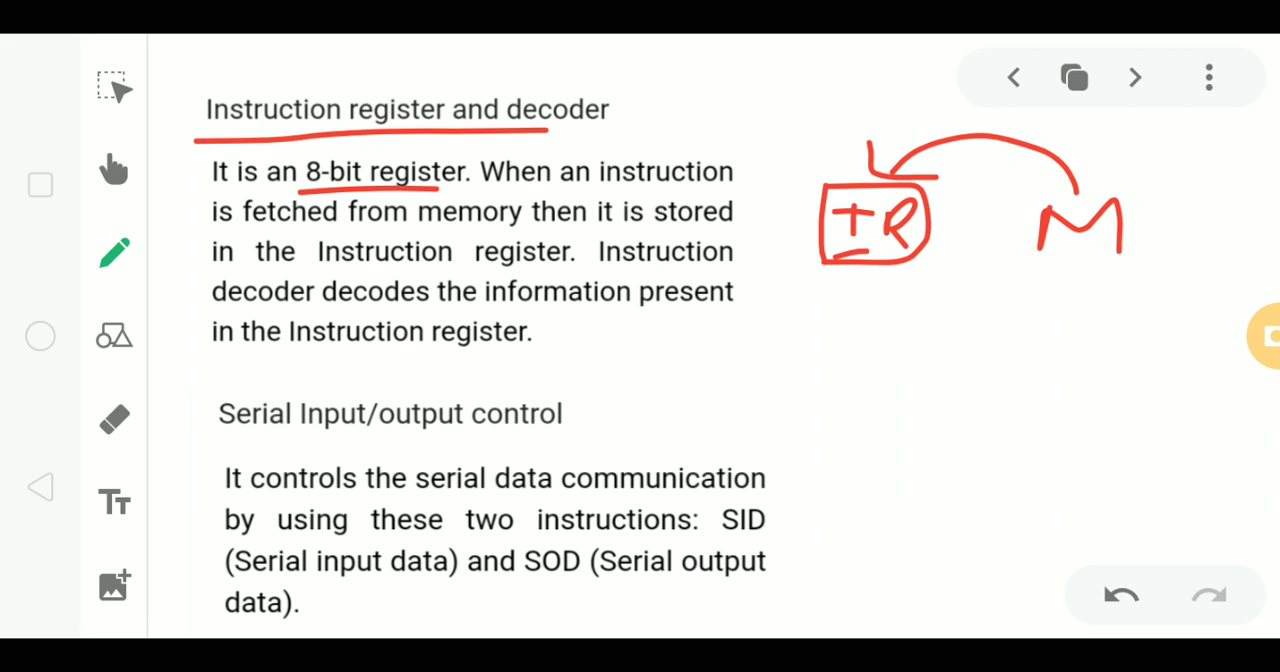 Instruction register and decoder
It is an 8-bit register. When an instruction
is fetched from memory then it is stored
in the Instruction register. Instruction
decoder decodes the information present
in the Instruction register.
IR
M
Serial Input/output control
It controls the serial data communication
by using these two instructions: SID
(Serial input data) and SOD (Serial output
data).
TT